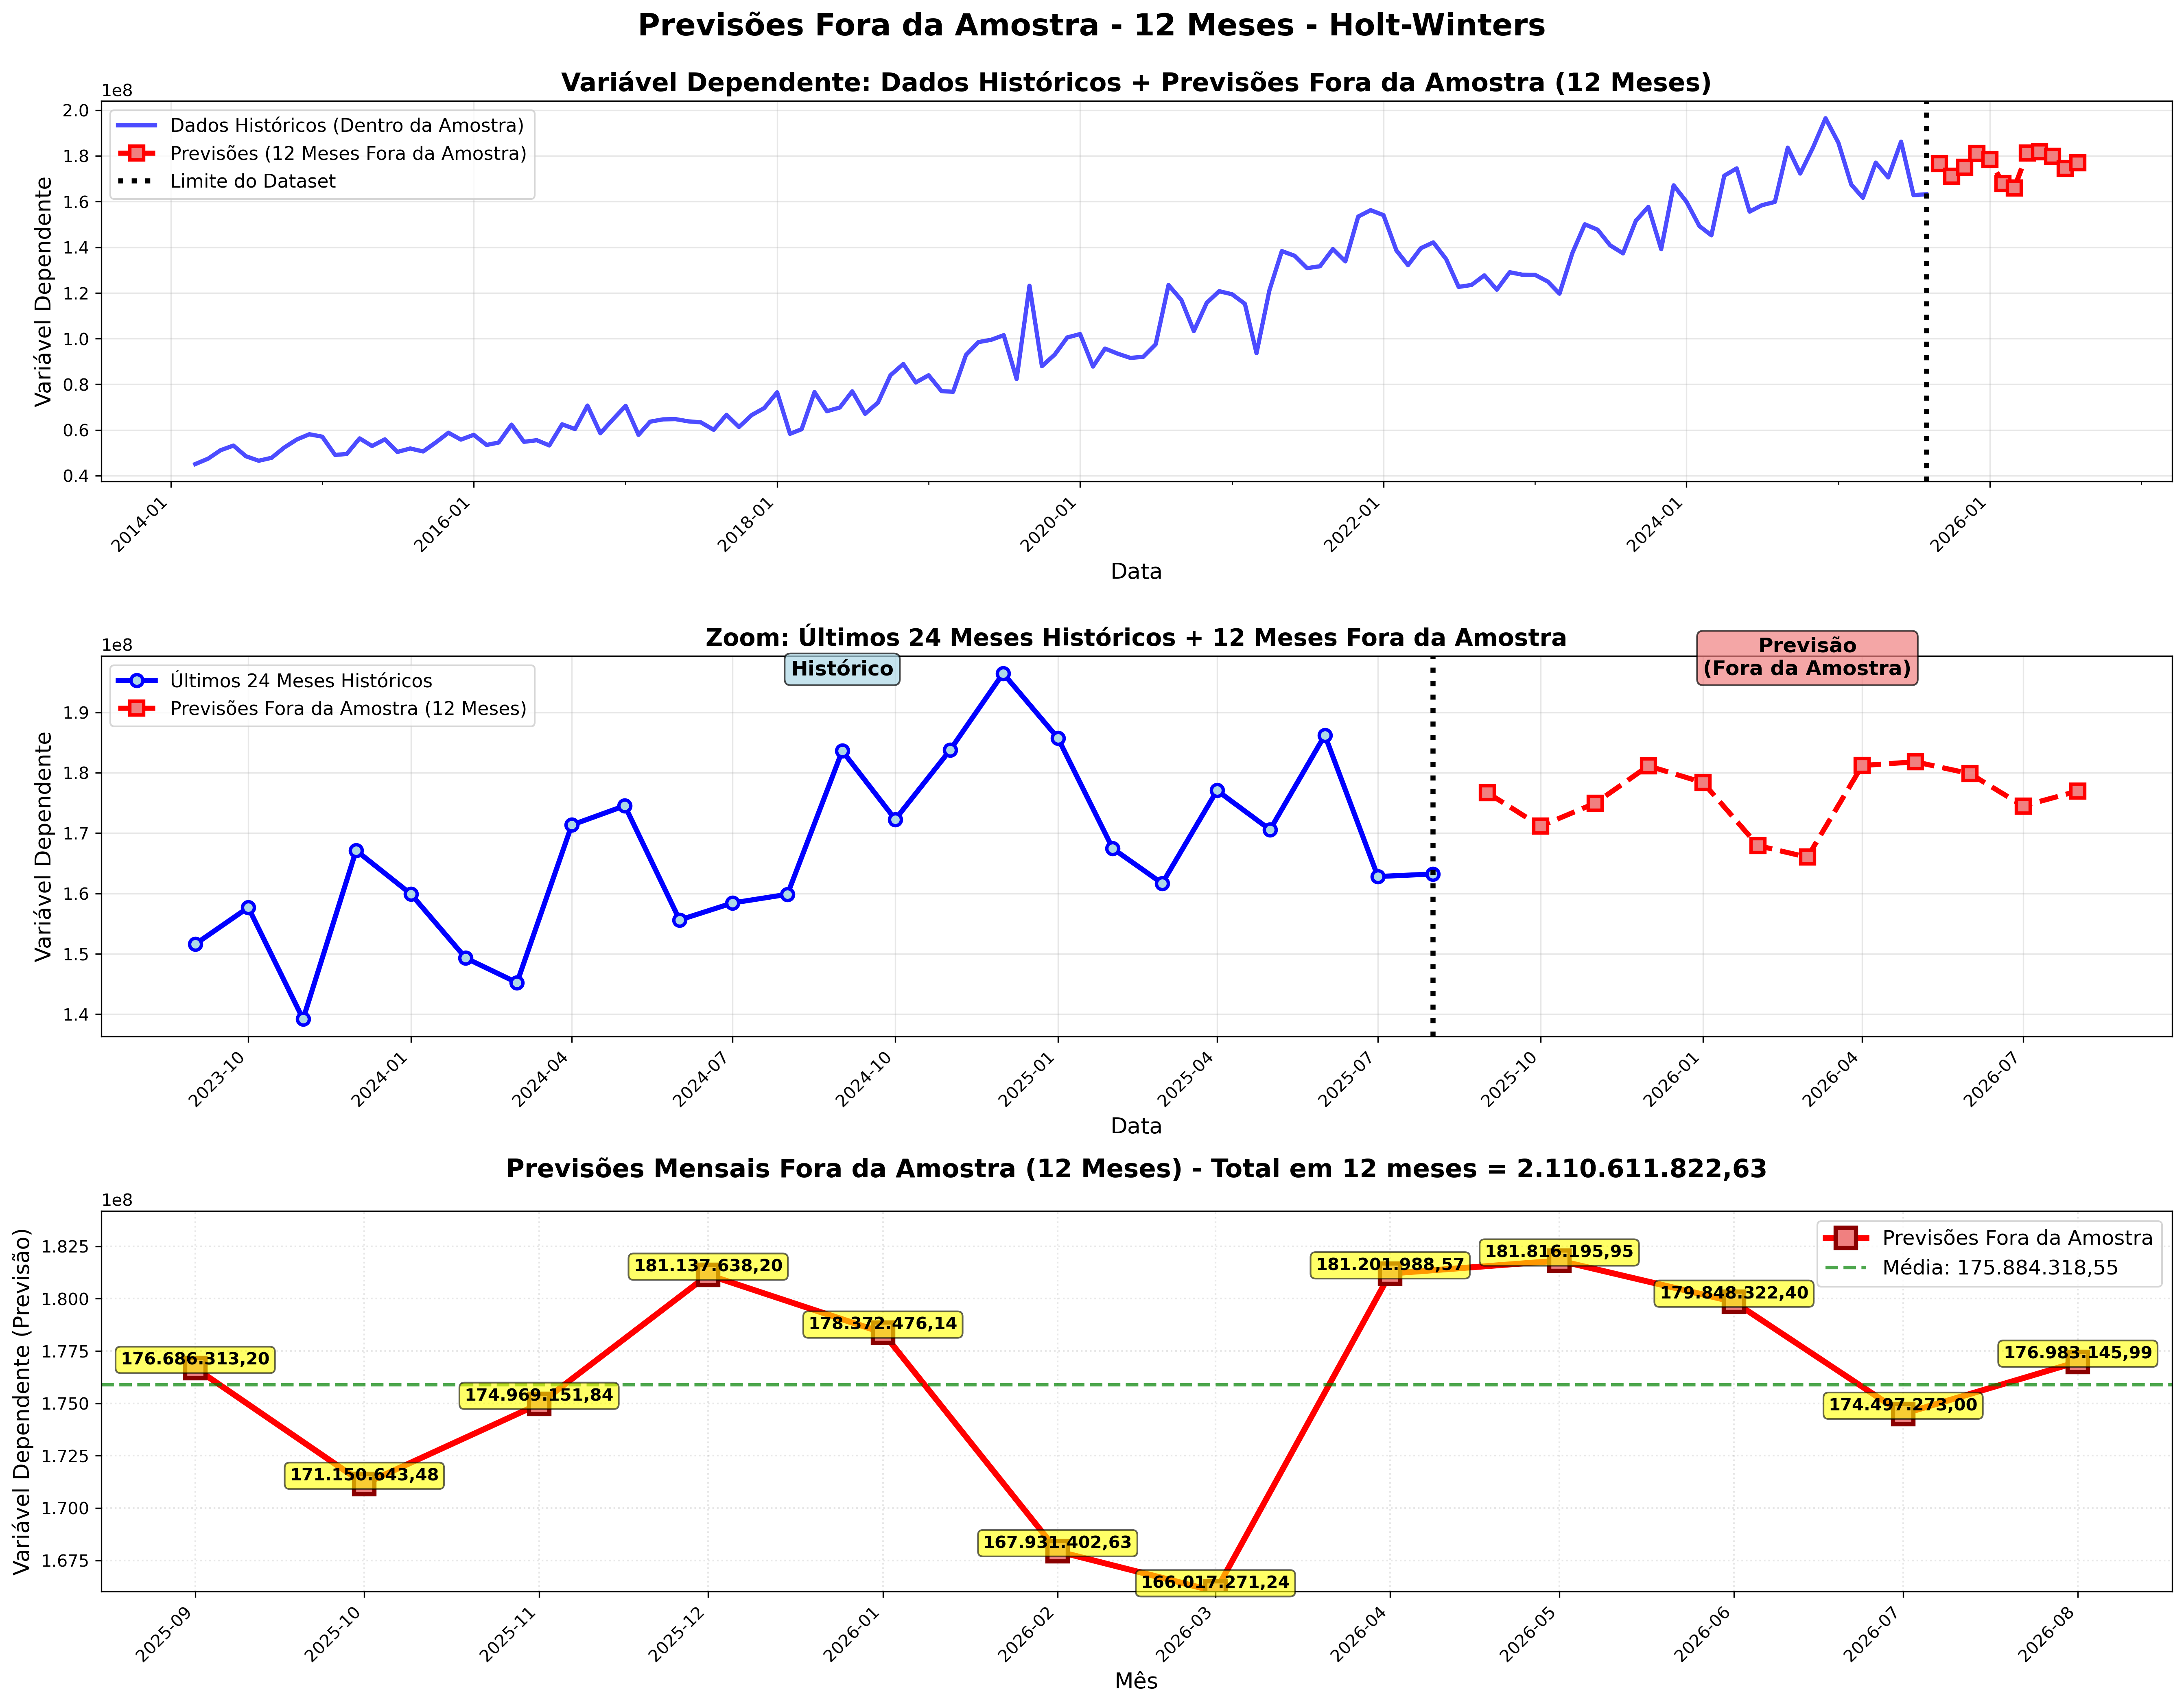 Previsões Fora da Amostra - 12 Meses - Holt-Winters
Variável Dependente: Dados Históricos + Previsões Fora da Amostra (12 Meses)
1e8
Dados Históricos (Dentro da Amostra)
Previsões (12 Meses Fora da Amostra)
Limite do Dataset
Variável Dependente
2.0
1.8
1.6
1.4
1.2
1.0
0.8
0.6
0.4
2014-01
2016-01
2018-01
2020-01
2022-01
2024-01
2026-01
Data
Zoom: Últimos 24 Meses Históricos + 12 Meses Fora da Amostra
1e8
Últimos 24 Meses Históricos
Previsões Fora da Amostra (12 Meses)
Histórico
Previsão
(Fora da Amostra)
Variável Dependente
1.9
1.8
1.7
1.6
1.5
1.4
2023-10
2024-01
2024-04
2024-07
2024-10
2025-01
2025-04
2025-07
2025-10
2026-01
2026-04
2026-07
Data
Previsões Mensais Fora da Amostra (12 Meses) - Total em 12 meses = 2.110.611.822,63
1e8
Previsões Fora da Amostra
Média: 175.884.318,55
Variável Dependente (Previsão)
1.825
1.800
1.775
1.750
1.725
1.700
1.675
176.686.313,20
171.150.643,48
174.969.151,84
181.137.638,20
178.372.476,14
167.931.402,63
166.017.271,24
181.201.988,57
181.816.195,95
179.848.322,40
174.497.273,00
176.983.145,99
2025-09
2025-10
2025-11
2025-12
2026-01
2026-02
2026-03
2026-04
2026-05
2026-06
2026-07
2026-08
Mês